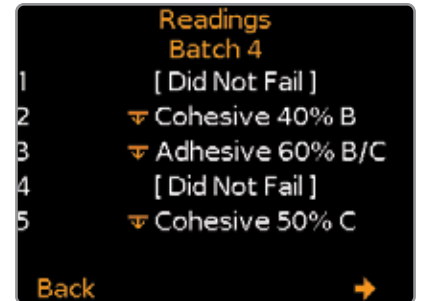 Readings
Batch 4
1 [ Did Not Fail ]
2 Cohesive 40% B
3 Adhesive 60% B/C
4 [ Did Not Fail ]
5 Cohesive 50% C
Back